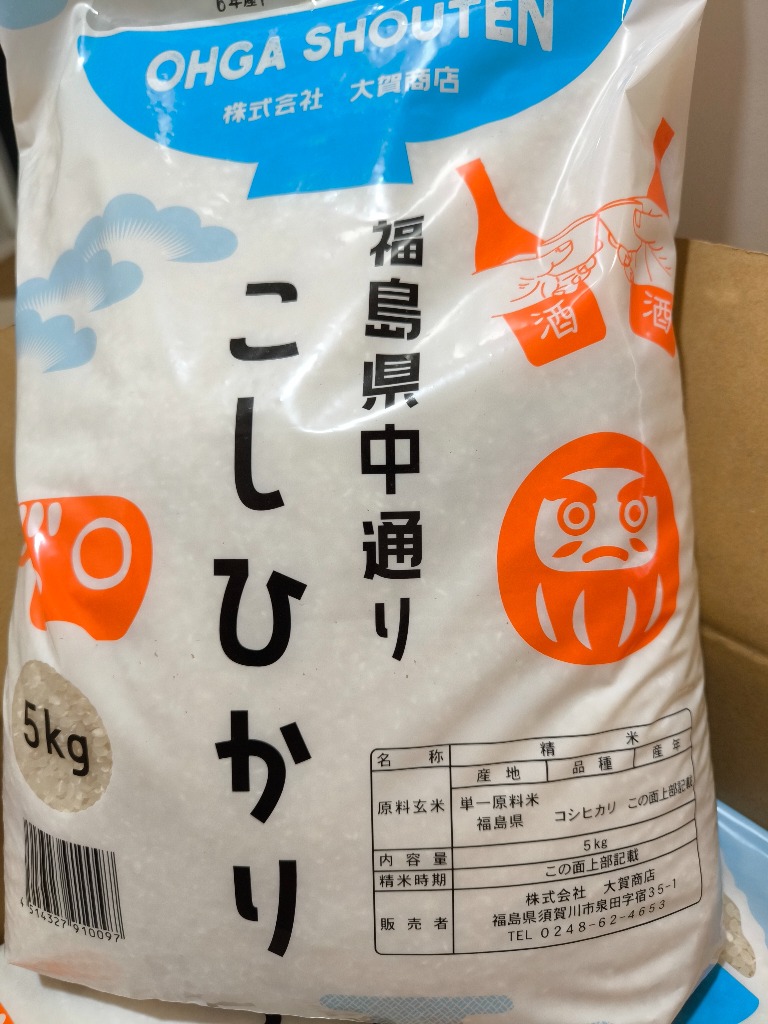 6年産
OHGA SHOUTEN
株式会社 大賀商店
福島県中通り
こしひかり
酒
酒
5kg
4514327910097
名称 精米
原料玄米 産地 品種 産年
単一原料米
福島県 コシヒカリ この面上部記載
内容量 5kg
精米時期 この面上部記載
販売者 株式会社 大賀商店
福島県須賀川市泉田字宿35-1
TEL 0248-62-4653